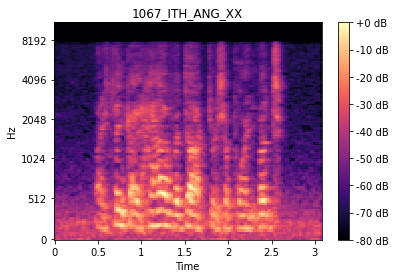 1067_ITH_ANG_XX
+0 dB
8192
-10 dB
-20 dB
4096
-30 dB
Hz
2048
-40 dB
1024
-50 dB
-60 dB
512
-70 dB
0
-80 dB
0 0.5 1 1.5 2 2.5 3
Time